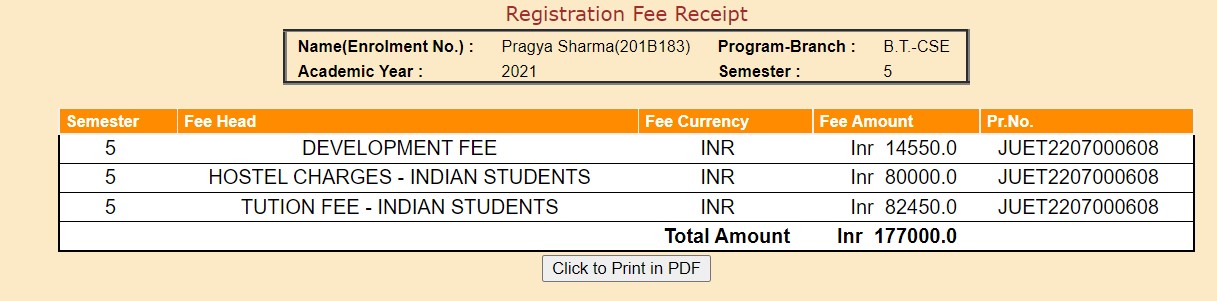 Registration Fee Receipt
Name(Enrolment No.) : Pragya Sharma(201B183) Program-Branch : B.T.-CSE
Academic Year : 2021 Semester : 5
Semester Fee Head Fee Currency Fee Amount Pr.No.
5 DEVELOPMENT FEE INR Inr 14550.0 JUET2207000608
5 HOSTEL CHARGES - INDIAN STUDENTS INR Inr 80000.0 JUET2207000608
5 TUTION FEE - INDIAN STUDENTS INR Inr 82450.0 JUET2207000608
Total Amount Inr 177000.0
Click to Print in PDF